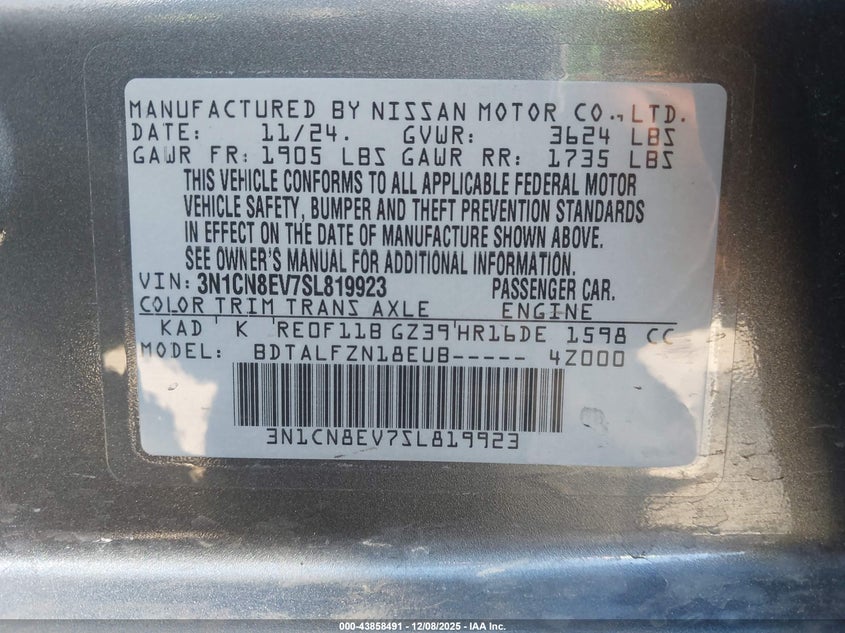 MANUFACTURED BY NISSAN MOTOR CO., LTD.
DATE: 11/24. GVWR: 3624 LBS
GAWR FR: 1905 LBS GAWR RR: 1735 LBS
THIS VEHICLE CONFORMS TO ALL APPLICABLE FEDERAL MOTOR
VEHICLE SAFETY, BUMPER AND THEFT PREVENTION STANDARDS
IN EFFECT ON THE DATE OF MANUFACTURE SHOWN ABOVE.
SEE OWNER'S MANUAL FOR ADDITIONAL INFORMATION.
VIN: 3N1CN8EV7SL819923 PASSENGER CAR.
COLOR TRIM TRANS AXLE ENGINE
KAD K RE0F11B GZ39 HR16DE 1598 CC
MODEL: BDTALFZN18EUB----- 4Z000
3N1CN8EV7SL819923
000-43858491 - 12/08/2025 - IAA Inc.